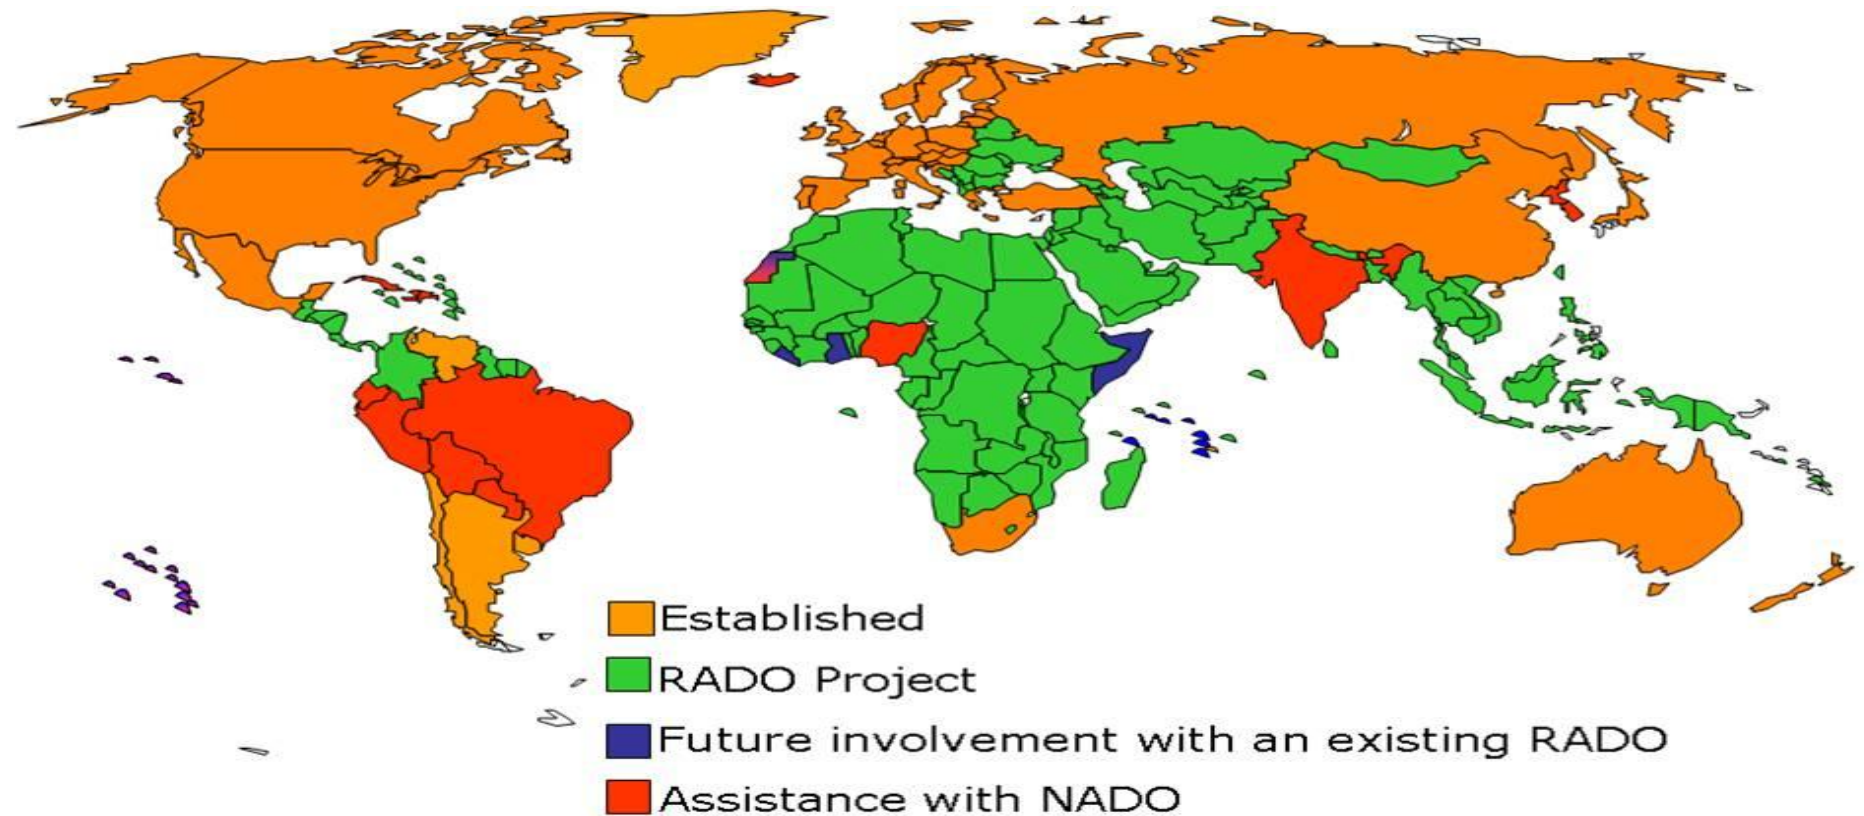 Established
RADO Project
Future involvement with an existing RADO
Assistance with NADO